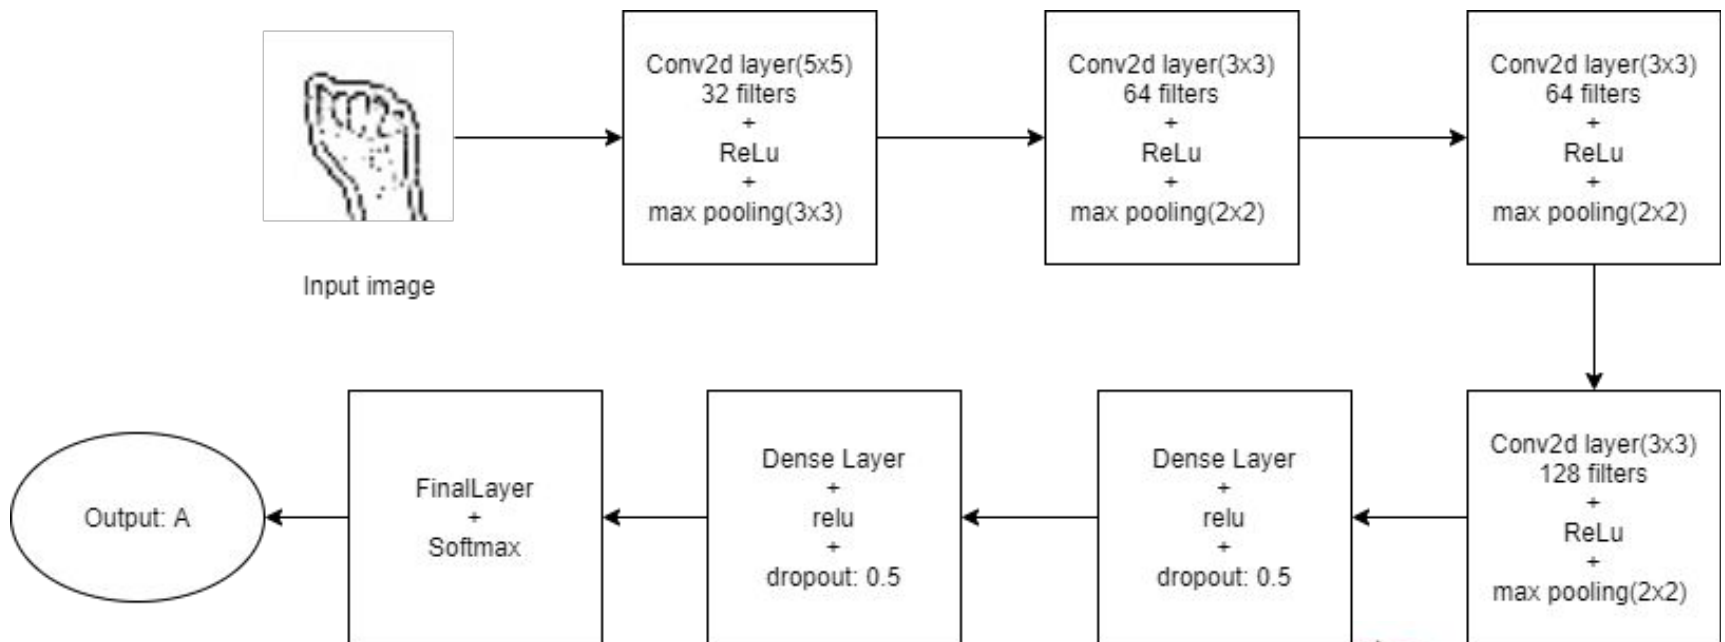 Input image
Conv2d layer(5x5)
32 filters
+
ReLu
+
max pooling(3x3)
Conv2d layer(3x3)
64 filters
+
ReLu
+
max pooling(2x2)
Conv2d layer(3x3)
64 filters
+
ReLu
+
max pooling(2x2)
Conv2d layer(3x3)
128 filters
+
ReLu
+
max pooling(2x2)
Dense Layer
+
relu
+
dropout: 0.5
Dense Layer
+
relu
+
dropout: 0.5
FinalLayer
+
Softmax
Output: A